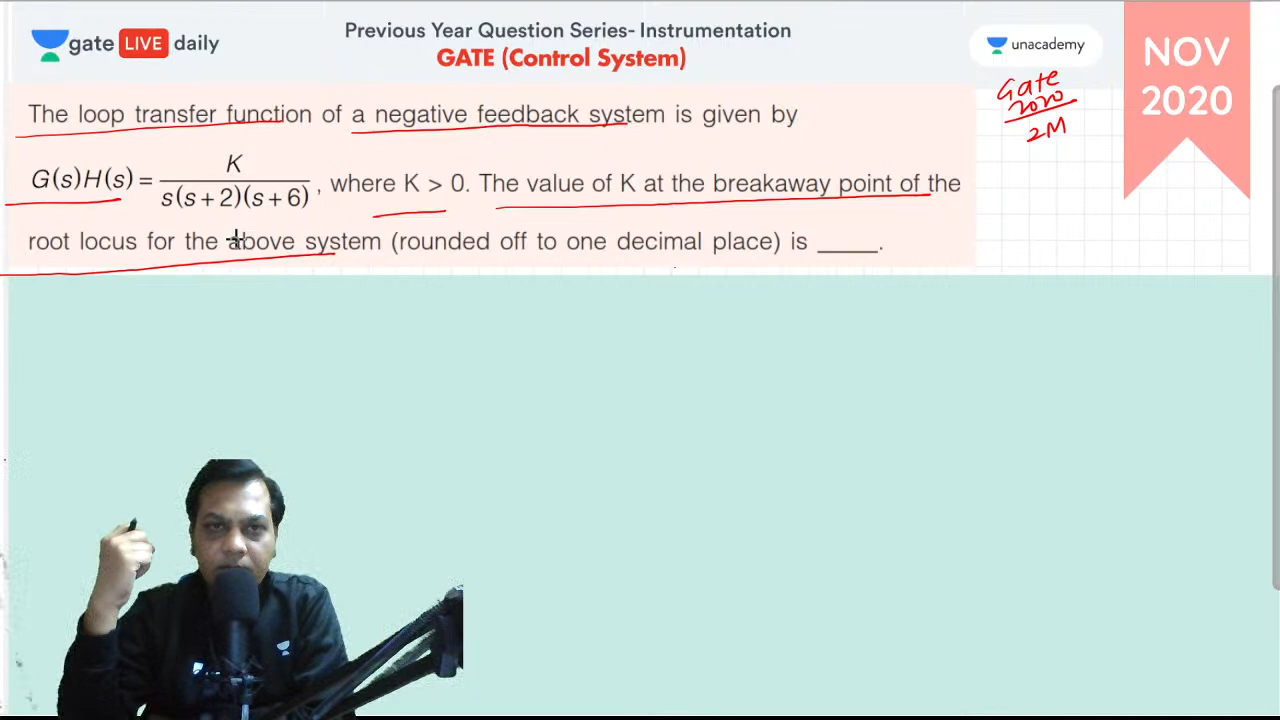 gate LIVE daily
Previous Year Question Series- Instrumentation
GATE (Control System)
unacademy
NOV
2020
Gate
2020
2M
The loop transfer function of a negative feedback system is given by
G(s)H(s) = K / s(s + 2)(s + 6) , where K > 0. The value of K at the breakaway point of the
root locus for the above system (rounded off to one decimal place) is _____.